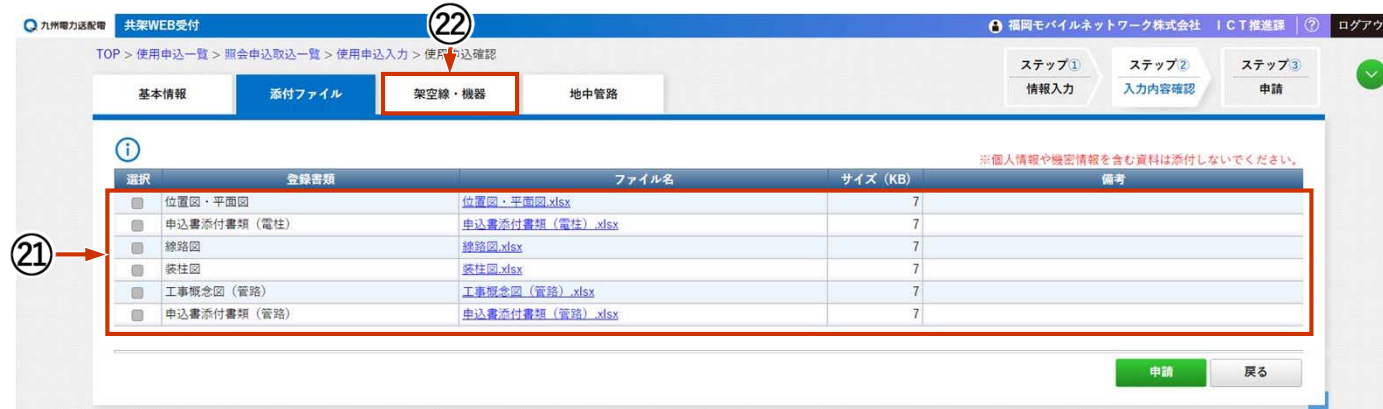 ㉒
九州電力送配電 共架WEB受付 福岡モバイルネットワーク株式会社 ICT推進課 ? ログアウ
TOP > 使用申込一覧 > 照会申込取込一覧 > 使用申込入力 > 使用申込確認
ステップ① ステップ② ステップ③
情報入力 入力内容確認 申請
基本情報 添付ファイル 架空線・機器 地中管路
※個人情報や機密情報を含む資料は添付しないでください。
選択 登録書類 ファイル名 サイズ（KB） 備考
位置図・平面図 位置図・平面図.xlsx 7
申込書添付書類（電柱） 申込書添付書類（電柱）.xlsx 7
線路図 線路図.xlsx 7
㉑
装柱図 装柱図.xlsx 7
工事概念図（管路） 工事概念図（管路）.xlsx 7
申込書添付書類（管路） 申込書添付書類（管路）.xlsx 7
申請 戻る